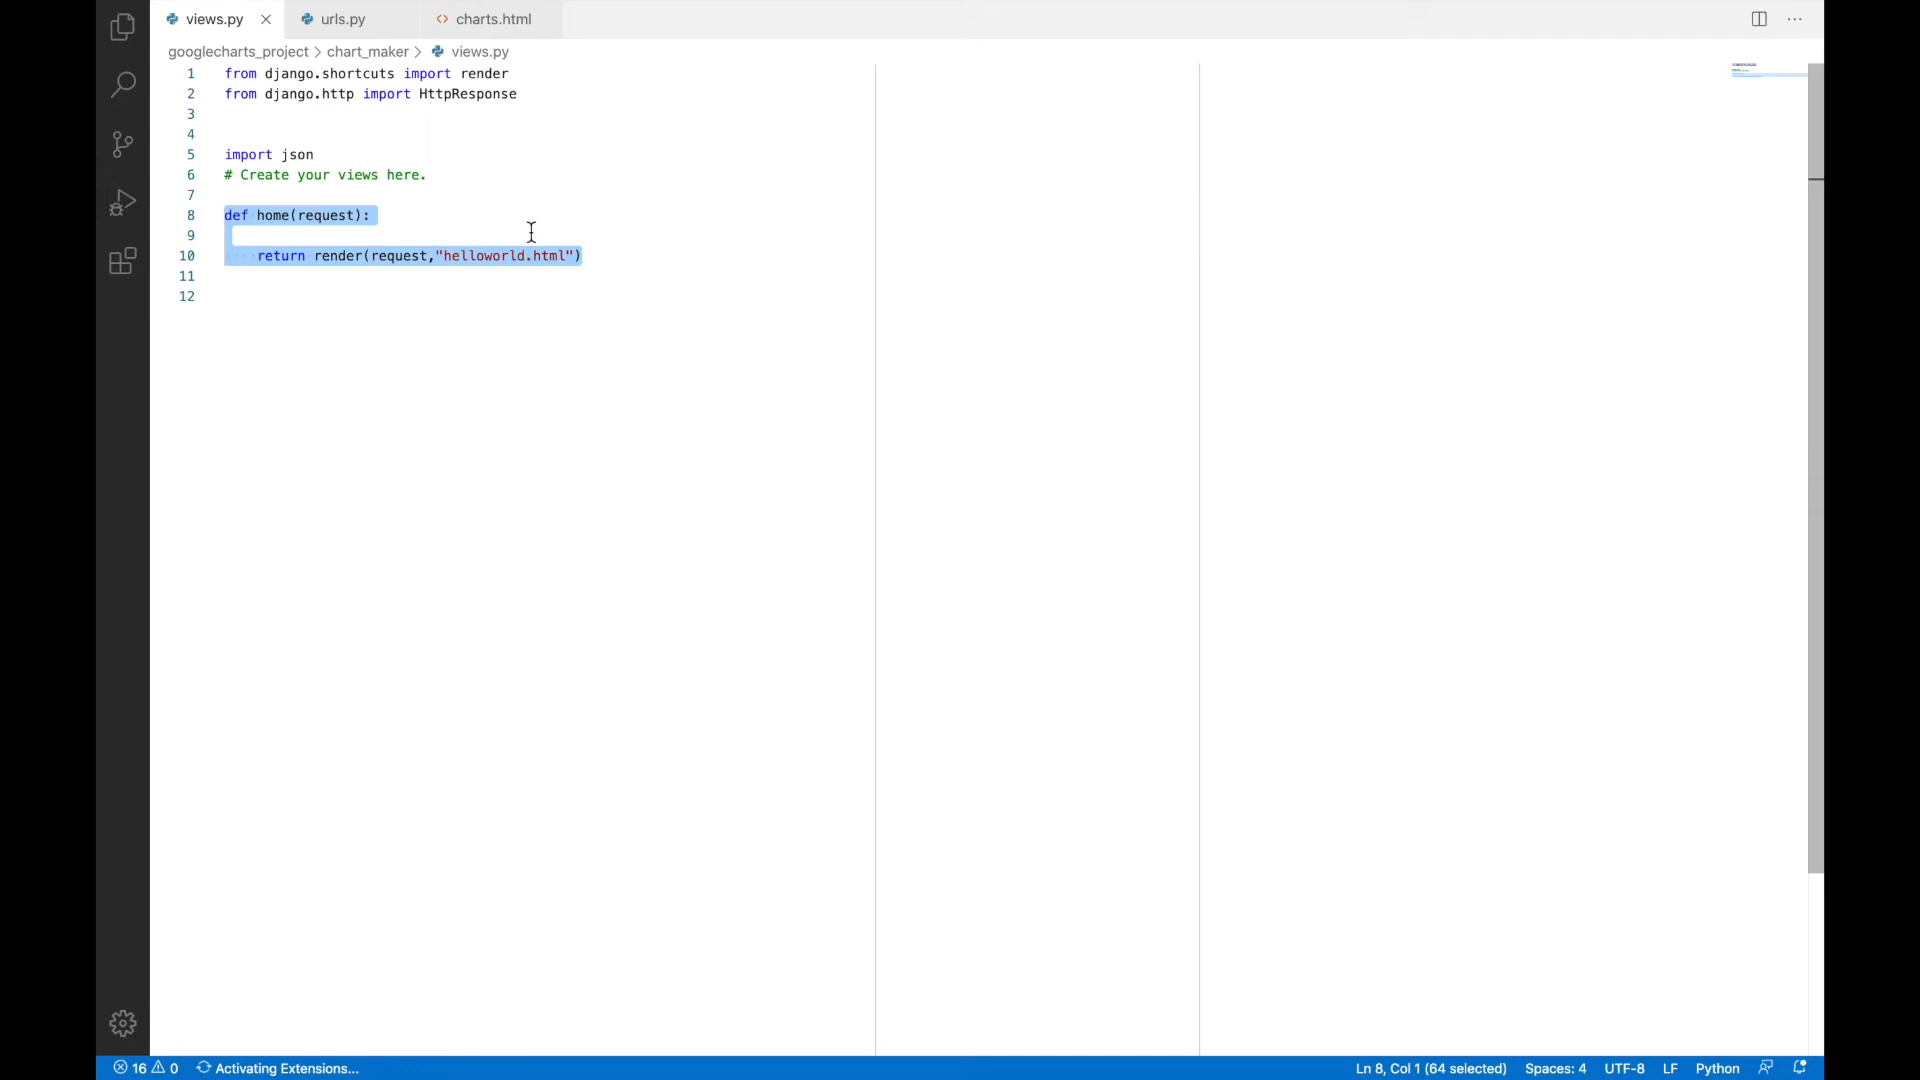 views.py urls.py charts.html
googlecharts_project chart_maker views.py
1 from django.shortcuts import render
2 from django.http import HttpResponse
3
4
5 import json
6 # Create your views here.
7
8 def home(request):
9
10 return render(request,"helloworld.html")
11
12
16 0 Activating Extensions... Ln 8, Col 1 (64 selected) Spaces: 4 UTF-8 LF Python